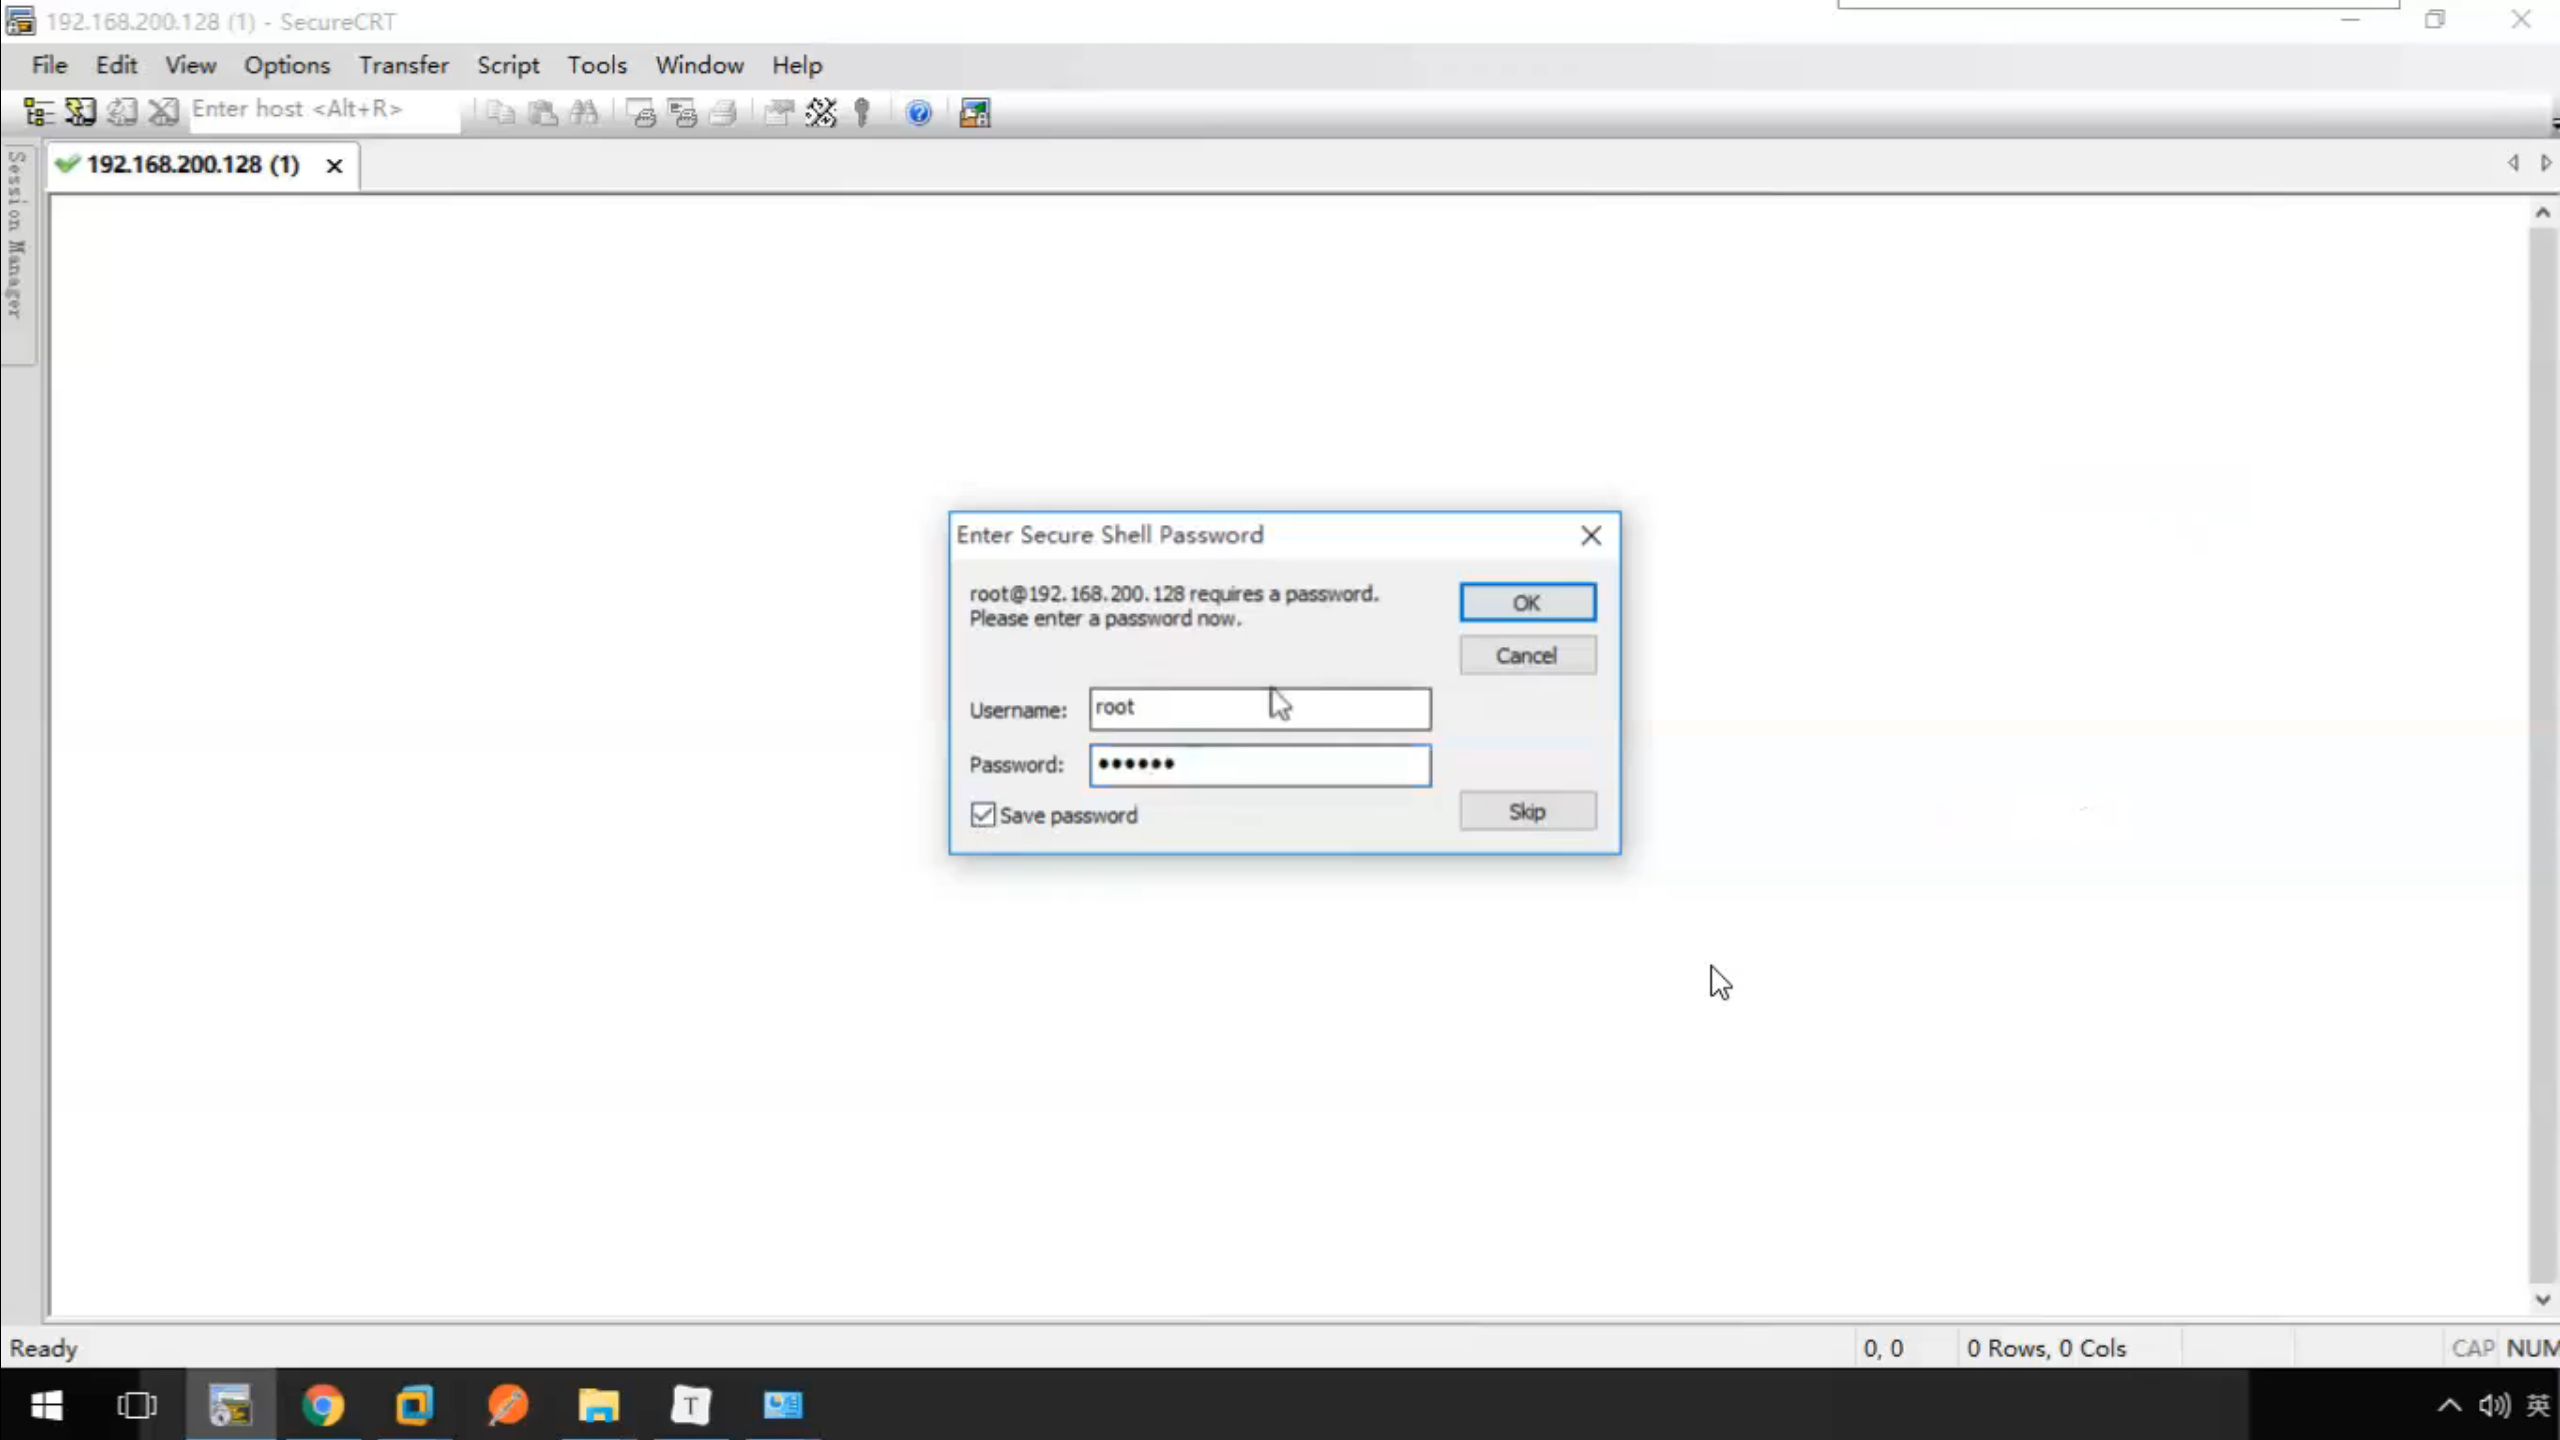 192.168.200.128 (1) - SecureCRT
File Edit View Options Transfer Script Tools Window Help
Enter host <Alt+R>
192.168.200.128 (1)
Session Manager
Enter Secure Shell Password
root@192.168.200.128 requires a password.
Please enter a password now.
OK
Cancel
Username: root
Password: ••••••
Save password
Skip
Ready
0, 0
0 Rows, 0 Cols
CAP NUM
T
英